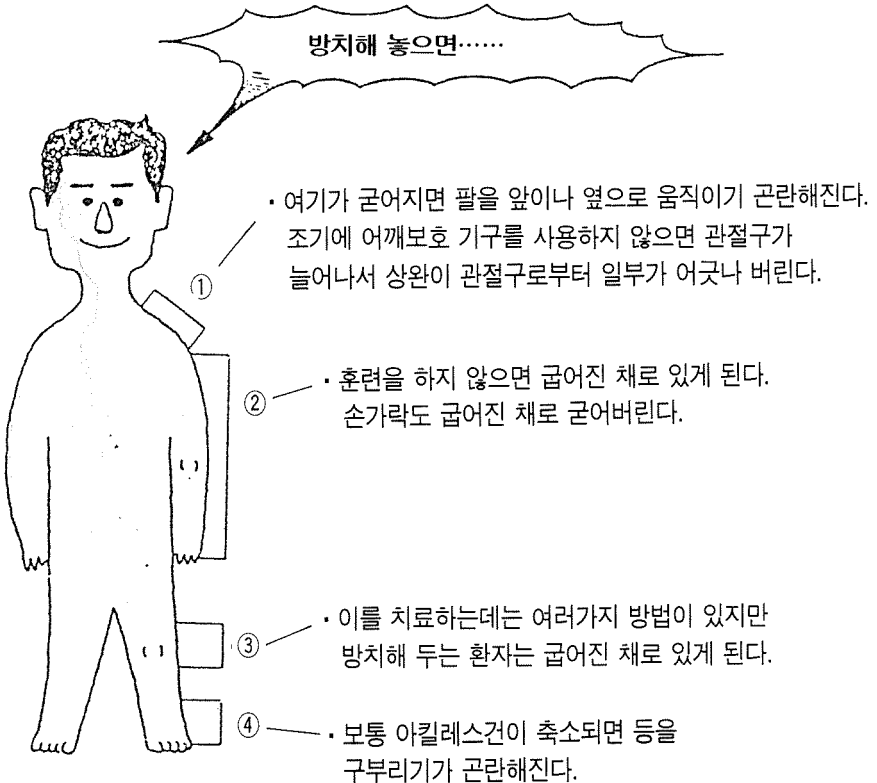 방치해 놓으면……
· 여기가 굳어지면 팔을 앞이나 옆으로 움직이기 곤란해진다.
조기에 어깨보호 기구를 사용하지 않으면 관절구가
늘어나서 상완이 관절구로부터 일부가 어긋나 버린다.
①
· 훈련을 하지 않으면 굽어진 채로 있게 된다.
②
손가락도 굽어진 채로 굳어버린다.
· 이를 치료하는데는 여러가지 방법이 있지만
③
방치해 두는 환자는 굽어진 채로 있게 된다.
④
· 보통 아킬레스건이 축소되면 등을
구부리기가 곤란해진다.